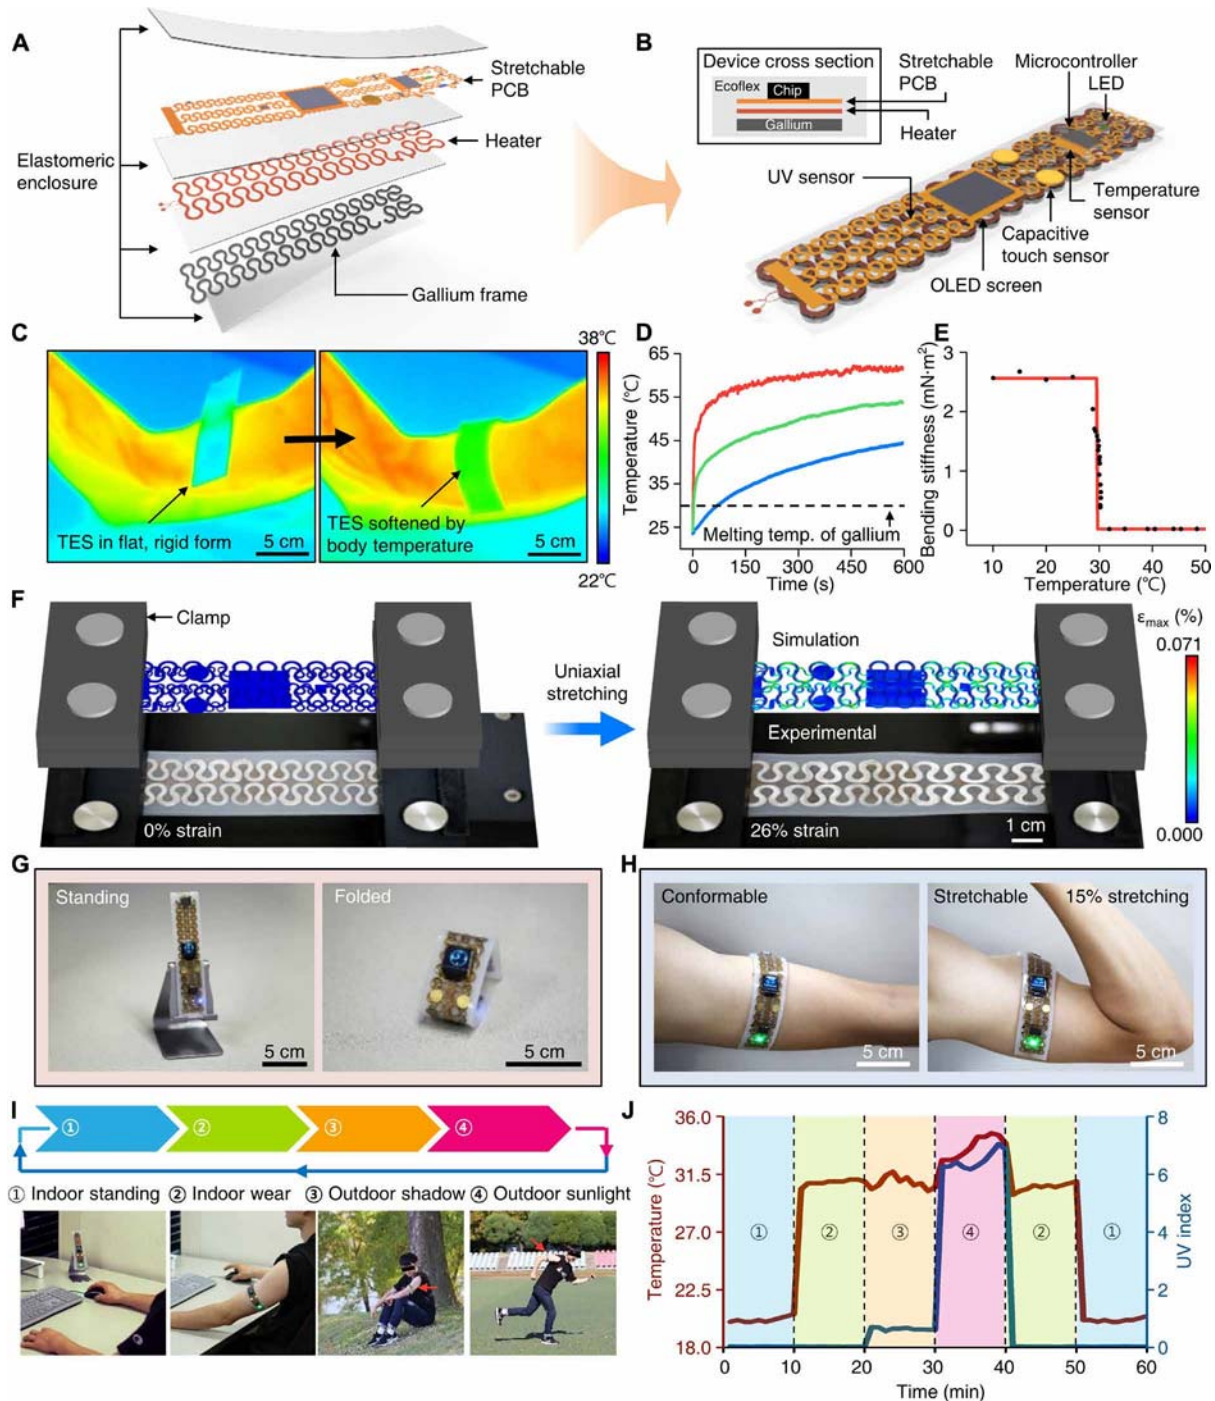 A
Stretchable
PCB
Heater
Elastomeric
enclosure
Gallium frame
B
Device cross section
Ecoflex
Chip
Gallium
Stretchable
PCB
Heater
Microcontroller
LED
UV sensor
Temperature
sensor
Capacitive
touch sensor
OLED screen
C
TES in flat, rigid form
5 cm
TES softened by
body temperature
5 cm
38℃
22℃
D
Temperature (℃)
65
55
45
35
25
Melting temp. of gallium
0 150 300 450 600
Time (s)
E
Bending stiffness (mN·m²)
3
2
1
0
10 20 30 40 50
Temperature (℃)
F
Clamp
0% strain
Uniaxial
stretching
Simulation
Experimental
26% strain
1 cm
εmax (%)
0.071
0.000
G
Standing
5 cm
Folded
5 cm
H
Conformable
5 cm
Stretchable 15% stretching
5 cm
I
① ② ③ ④
① Indoor standing ② Indoor wear ③ Outdoor shadow ④ Outdoor sunlight
J
Temperature (℃)
36.0
31.5
27.0
22.5
18.0
① ② ③ ④ ② ①
8
6
4
2
0
UV index
0 10 20 30 40 50 60
Time (min)